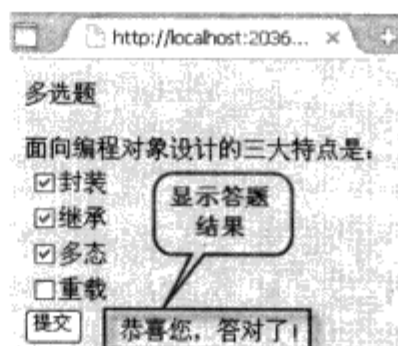 http://localhost:2036...
多选题
面向编程对象设计的三大特点是：
封装
继承
多态
重载
显示答题
结果
提交
恭喜您，答对了！